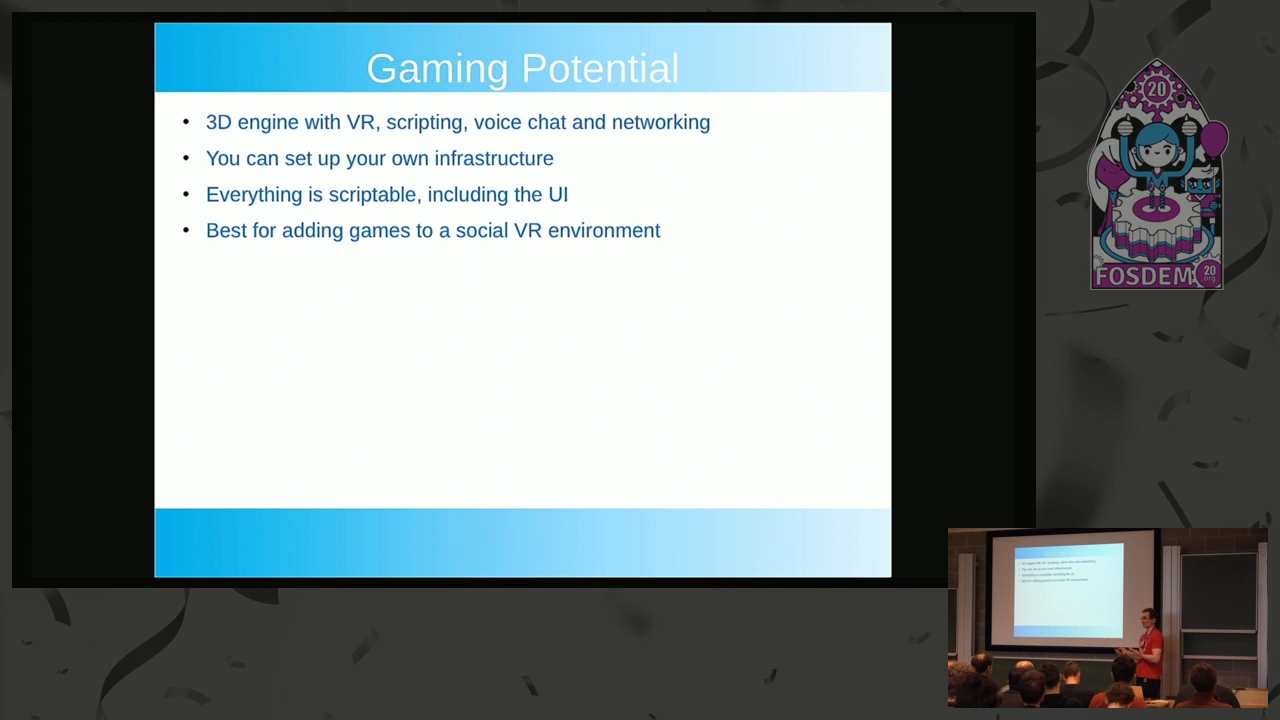 Gaming Potential
• 3D engine with VR, scripting, voice chat and networking
• You can set up your own infrastructure
• Everything is scriptable, including the UI
• Best for adding games to a social VR environment
20
FOSDEM
20
.org